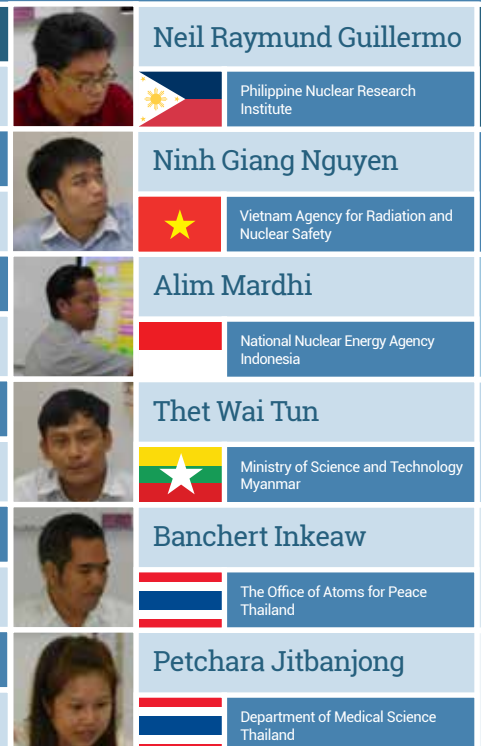 Neil Raymund Guillermo
Philippine Nuclear Research
Institute
Ninh Giang Nguyen
Vietnam Agency for Radiation and
Nuclear Safety
Alim Mardhi
National Nuclear Energy Agency
Indonesia
Thet Wai Tun
Ministry of Science and Technology
Myanmar
Banchert Inkeaw
The Office of Atoms for Peace
Thailand
Petchara Jitbanjong
Department of Medical Science
Thailand